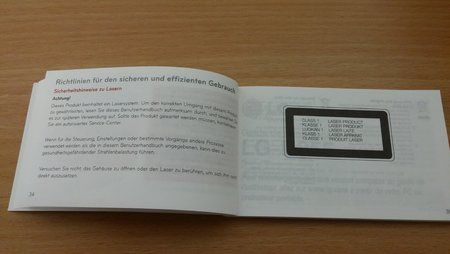 Richtlinien für den sicheren und effizienten Gebrauch
Sicherheitshinweise zu Lasern
Achtung!
Dieses Produkt beinhaltet ein Lasersystem. Um den korrekten Umgang mit diesem Produkt
zu gewährleisten, lesen Sie dieses Benutzerhandbuch aufmerksam durch, und bewahren Sie
es zur späteren Verwendung auf. Sollte das Produkt gewartet werden müssen, kontaktieren
Sie ein autorisiertes Service-Center.
Wenn für die Steuerung, Einstellungen oder bestimmte Vorgänge andere Prozesse
verwendet werden als die in diesem Benutzerhandbuch angegebenen, kann dies zu
gesundheitsgefährdender Strahlenbelastung führen.
Versuchen Sie nicht das Gehäuse zu öffnen oder den Laser zu berühren, um sich ihm nicht
direkt auszusetzen.
34
CLASS 1 LASER PRODUCT
KLASSE 1 LASER PRODUKT
LUOKAN 1 LASER LAITE
KLASS 1 LASER APPARAT
CLASSE 1 PRODUIT LASER